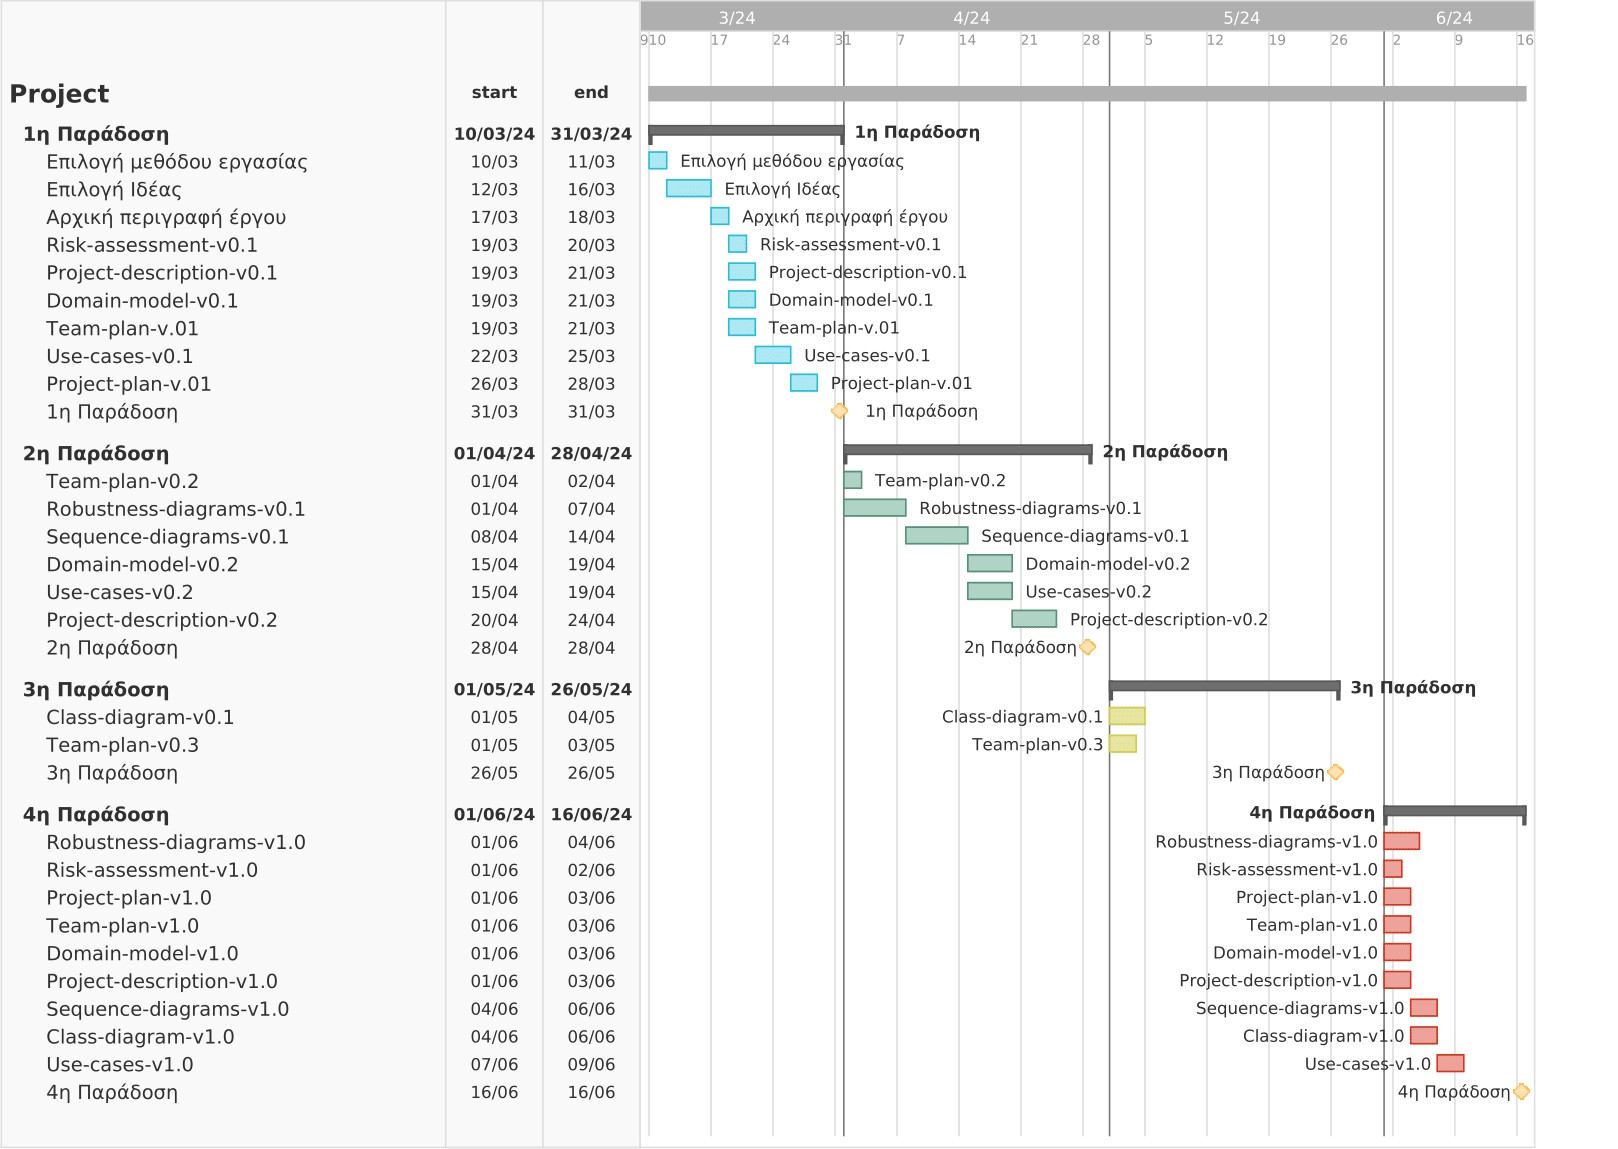 3/24 4/24 5/24 6/24
9 10 17 24 31 7 14 21 28 5 12 19 26 2 9 16
Project start end
1η Παράδοση 10/03/24 31/03/24 1η Παράδοση
Επιλογή μεθόδου εργασίας 10/03 11/03 Επιλογή μεθόδου εργασίας
Επιλογή Ιδέας 12/03 16/03 Επιλογή Ιδέας
Αρχική περιγραφή έργου 17/03 18/03 Αρχική περιγραφή έργου
Risk-assessment-v0.1 19/03 20/03 Risk-assessment-v0.1
Project-description-v0.1 19/03 21/03 Project-description-v0.1
Domain-model-v0.1 19/03 21/03 Domain-model-v0.1
Team-plan-v.01 19/03 21/03 Team-plan-v.01
Use-cases-v0.1 22/03 25/03 Use-cases-v0.1
Project-plan-v.01 26/03 28/03 Project-plan-v.01
1η Παράδοση 31/03 31/03 1η Παράδοση
2η Παράδοση 01/04/24 28/04/24 2η Παράδοση
Team-plan-v0.2 01/04 02/04 Team-plan-v0.2
Robustness-diagrams-v0.1 01/04 07/04 Robustness-diagrams-v0.1
Sequence-diagrams-v0.1 08/04 14/04 Sequence-diagrams-v0.1
Domain-model-v0.2 15/04 19/04 Domain-model-v0.2
Use-cases-v0.2 15/04 19/04 Use-cases-v0.2
Project-description-v0.2 20/04 24/04 Project-description-v0.2
2η Παράδοση 28/04 28/04 2η Παράδοση
3η Παράδοση 01/05/24 26/05/24 3η Παράδοση
Class-diagram-v0.1 01/05 04/05 Class-diagram-v0.1
Team-plan-v0.3 01/05 03/05 Team-plan-v0.3
3η Παράδοση 26/05 26/05 3η Παράδοση
4η Παράδοση 01/06/24 16/06/24 4η Παράδοση
Robustness-diagrams-v1.0 01/06 04/06 Robustness-diagrams-v1.0
Risk-assessment-v1.0 01/06 02/06 Risk-assessment-v1.0
Project-plan-v1.0 01/06 03/06 Project-plan-v1.0
Team-plan-v1.0 01/06 03/06 Team-plan-v1.0
Domain-model-v1.0 01/06 03/06 Domain-model-v1.0
Project-description-v1.0 01/06 03/06 Project-description-v1.0
Sequence-diagrams-v1.0 04/06 06/06 Sequence-diagrams-v1.0
Class-diagram-v1.0 04/06 06/06 Class-diagram-v1.0
Use-cases-v1.0 07/06 09/06 Use-cases-v1.0
4η Παράδοση 16/06 16/06 4η Παράδοση